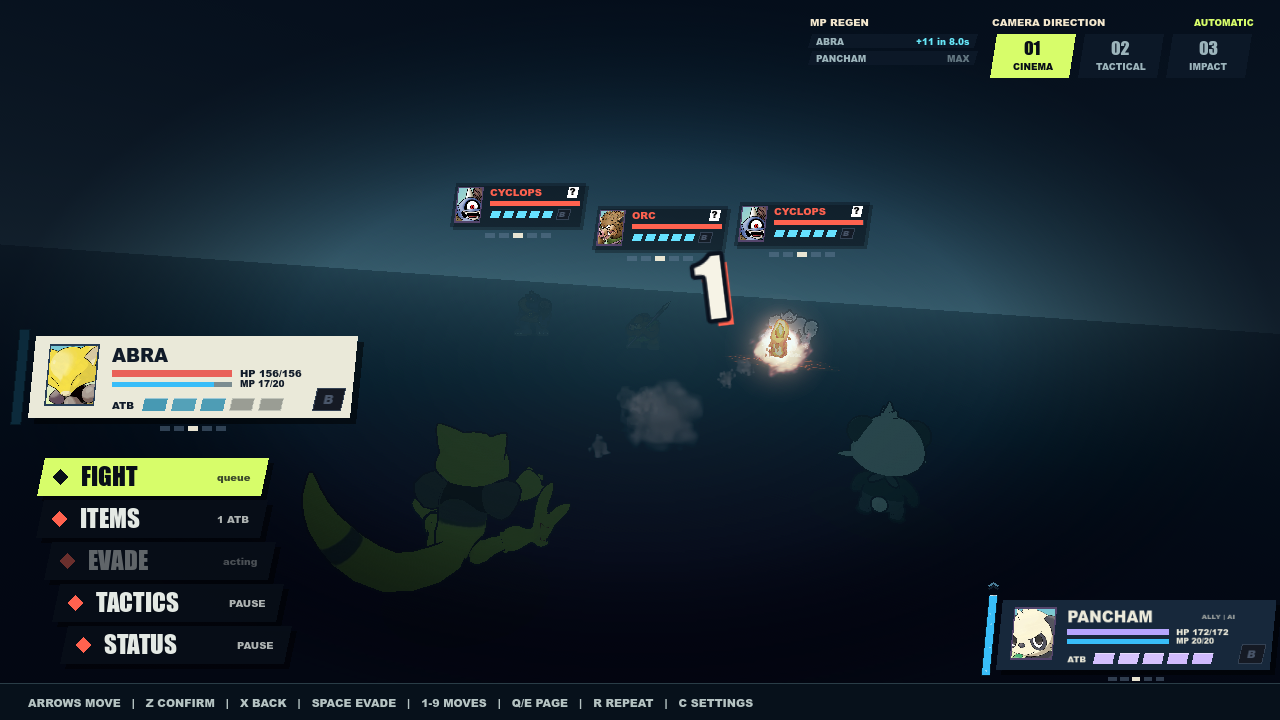 MP REGEN
ABRA +11 in 8.0s
PANCHAM MAX
CAMERA DIRECTION AUTOMATIC
01 CINEMA
02 TACTICAL
03 IMPACT
CYCLOPS ?
B
ORC ?
B
CYCLOPS ?
B
1
ABRA
HP 156/156
MP 17/20
ATB B
FIGHT queue
ITEMS 1 ATB
EVADE acting
TACTICS PAUSE
STATUS PAUSE
PANCHAM ALLY | AI
HP 172/172
MP 20/20
ATB B
ARROWS MOVE | Z CONFIRM | X BACK | SPACE EVADE | 1-9 MOVES | Q/E PAGE | R REPEAT | C SETTINGS